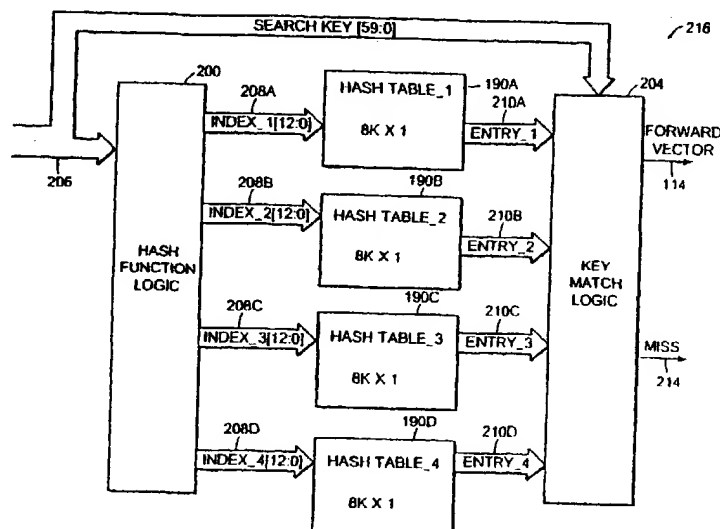 SEARCH KEY [59:0]
216
200
208A
INDEX_1[12:0]
HASH TABLE_1
8K X 1
190A
210A
ENTRY_1
204
FORWARD
VECTOR
114
206
HASH
FUNCTION
LOGIC
208B
INDEX_2[12:0]
190B
HASH TABLE_2
8K X 1
210B
ENTRY_2
KEY
MATCH
LOGIC
208C
INDEX_3[12:0]
190C
HASH TABLE_3
8K X 1
210C
ENTRY_3
MISS
214
208D
INDEX_4[12:0]
190D
HASH TABLE_4
8K X 1
210D
ENTRY_4